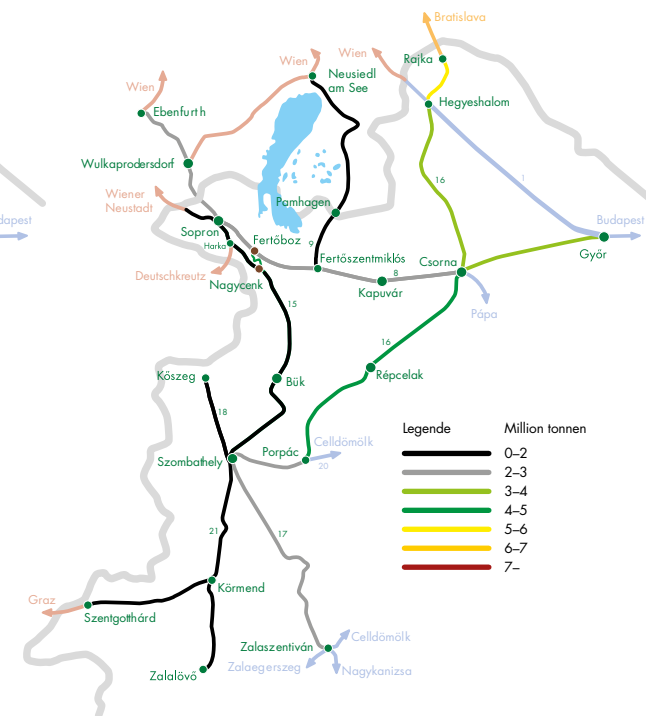 Bratislava
Wien
Wien
Rajka
Neusiedl
am See
Wien
Ebenfurth
Hegyeshalom
Wulkaprodersdorf
16
1
Wiener
Neustadt
Pamhagen
dapest
Budapest
Sopron
Harka
Fertőboz
9
Fertőszentmiklós
Csorna
Győr
Deutschkreutz
8
Nagycenk
Kapuvár
15
Pápa
16
Kőszeg
Bük
Répcelak
18
Legende
Million tonnen
Celldömölk
Porpác
0–2
Szombathely
20
2–3
3–4
4–5
21
17
5–6
6–7
7–
Körmend
Graz
Szentgotthárd
Celldömölk
Zalaszentiván
Zalaegerszeg
Nagykanizsa
Zalalövő